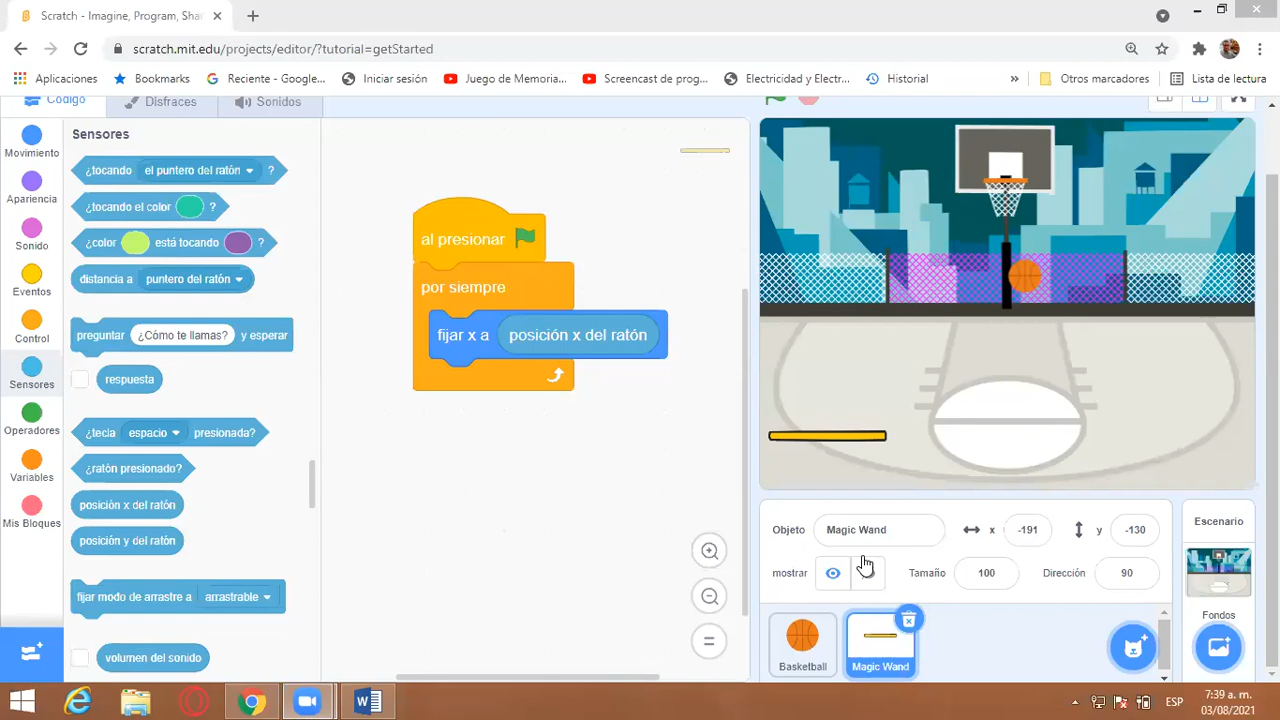 Scratch - Imagine, Program, Sha
scratch.mit.edu/projects/editor/?tutorial=getStarted
Aplicaciones
Bookmarks
Reciente - Google...
Iniciar sesión
Juego de Memoria...
Screencast de prog...
Electricidad y Electr...
Historial
»
Otros marcadores
Lista de lectura
Código
Disfraces
Sonidos
Movimiento
Apariencia
Sonido
Eventos
Control
Sensores
Operadores
Variables
Mis Bloques
Sensores
¿tocando el puntero del ratón ?
¿tocando el color ?
¿color está tocando ?
distancia a puntero del ratón
preguntar ¿Cómo te llamas? y esperar
respuesta
¿tecla espacio presionada?
¿ratón presionado?
posición x del ratón
posición y del ratón
fijar modo de arrastre a arrastrable
volumen del sonido
al presionar
por siempre
fijar x a posición x del ratón
Objeto Magic Wand x -191 y -130
mostrar Tamaño 100 Dirección 90
Basketball
Magic Wand
Escenario
Fondos
ESP
7:39 a. m.
03/08/2021